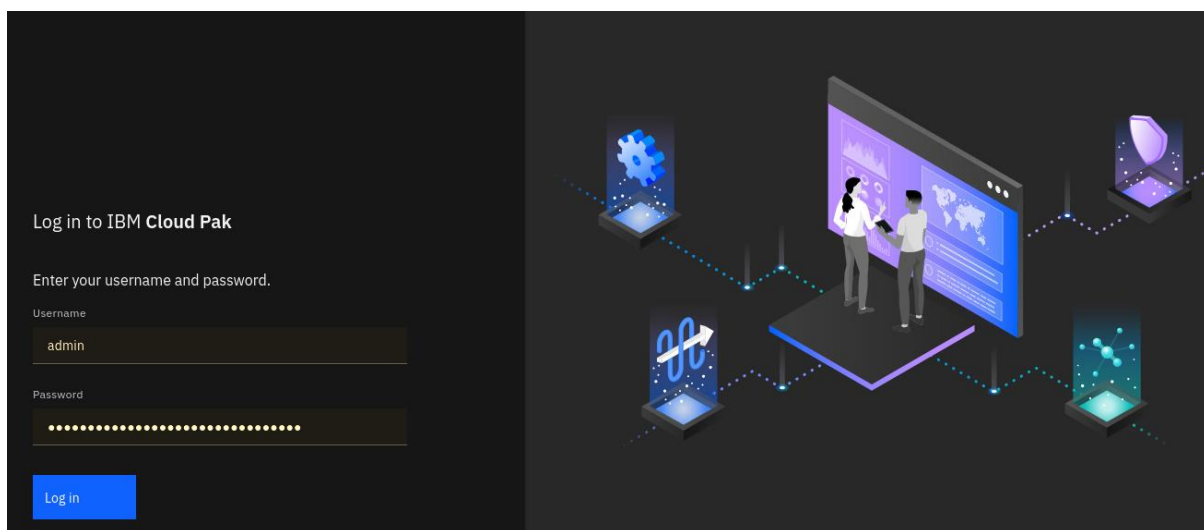 Log in to IBM Cloud Pak
Enter your username and password.
Username
admin
Password
••••••••••••••••••••••••••••••••
Log in